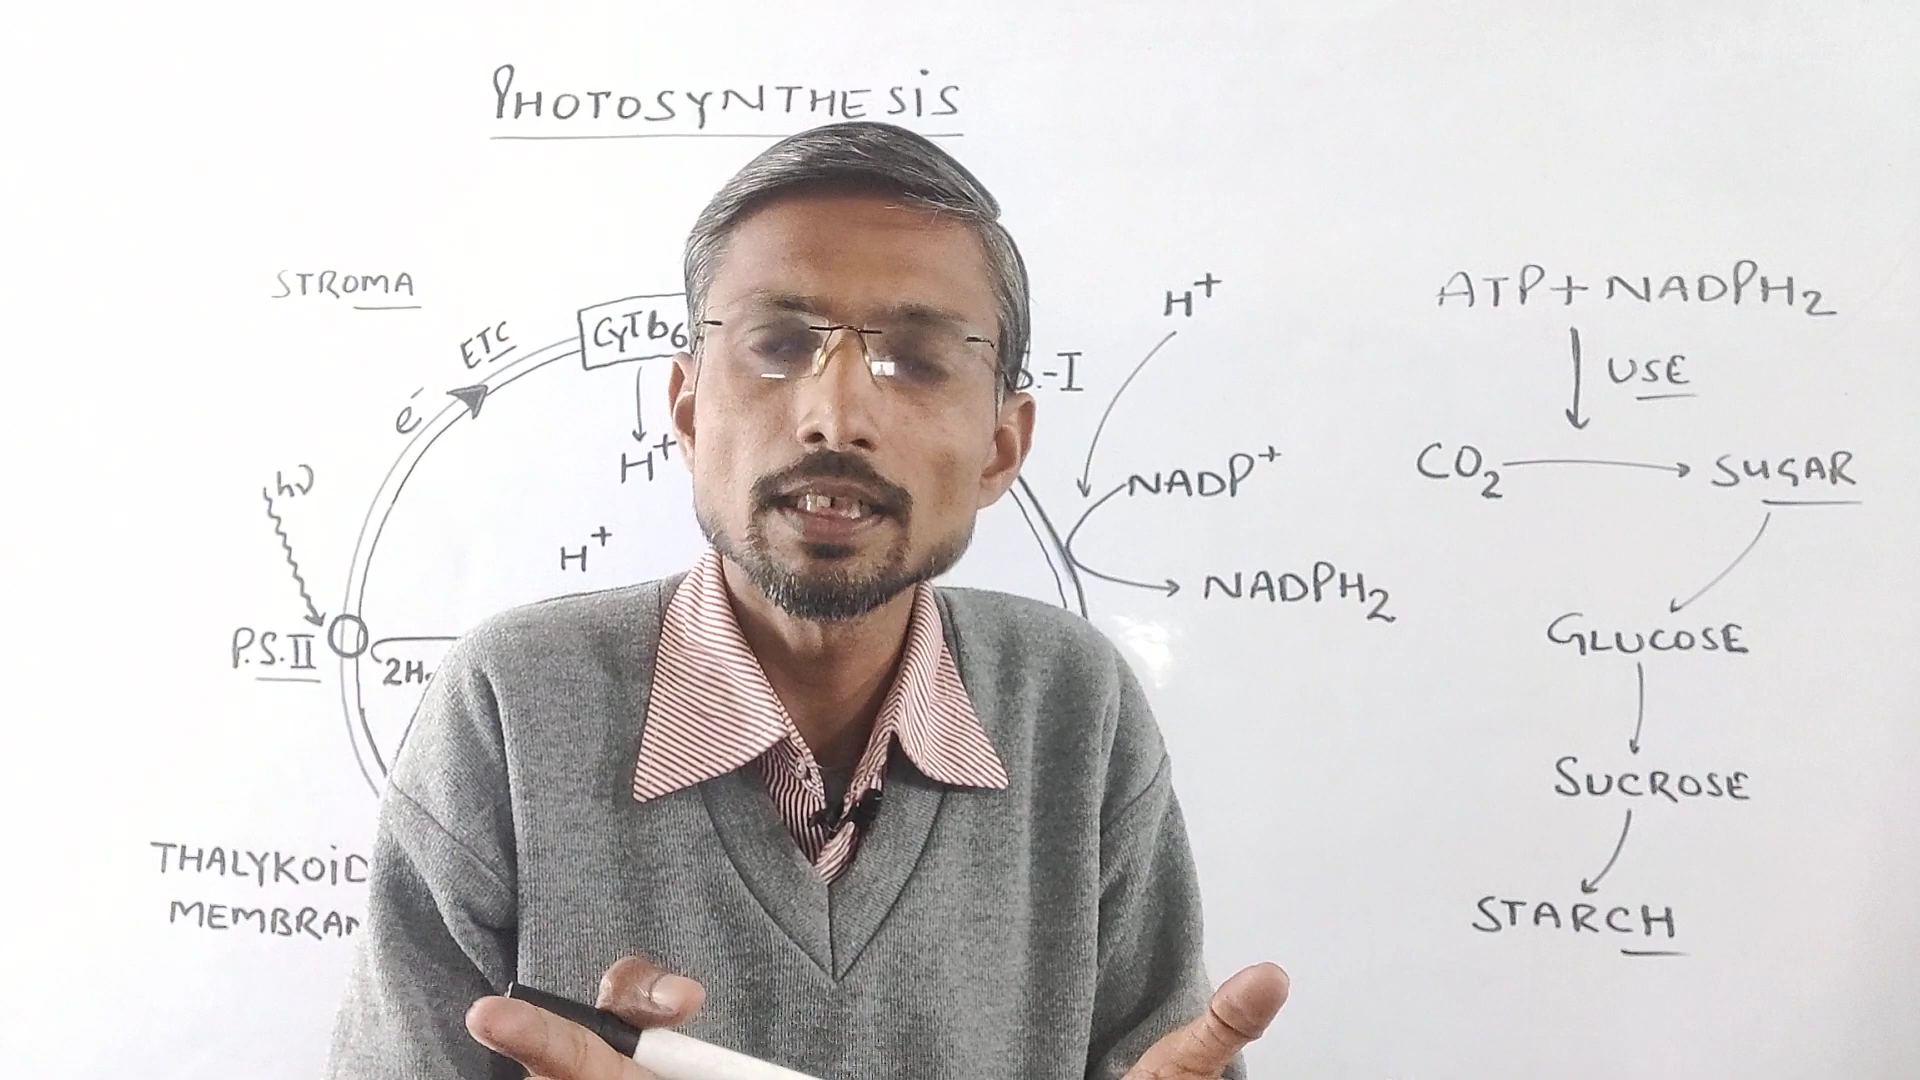 PHOTOSYNTHESIS
STROMA
ETC
CyTb6
e-
hν
H+
H+
P.S.II
2H
THALYKOID
MEMBRAN
S.-I
H+
NADP+
NADPH2
ATP + NADPH2
USE
CO2
SUGAR
GLUCOSE
SUCROSE
STARCH